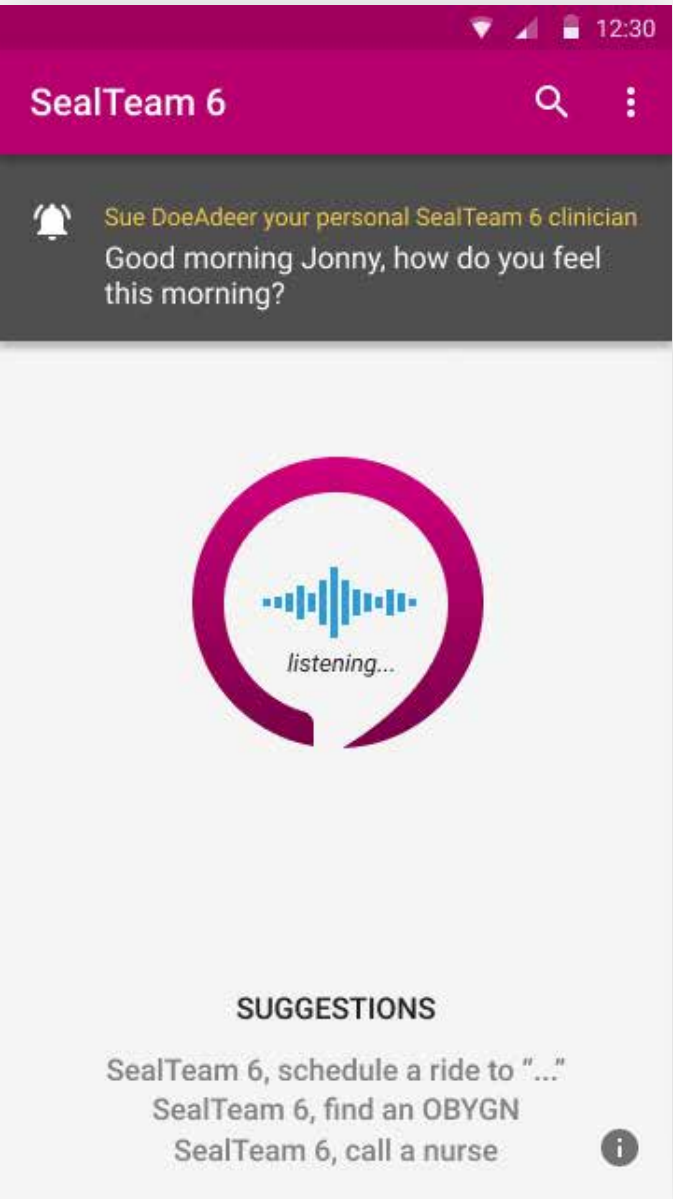 12:30
SealTeam 6
Sue DoeAdeer your personal SealTeam 6 clinician
Good morning Jonny, how do you feel
this morning?
listening...
SUGGESTIONS
SealTeam 6, schedule a ride to “...”
SealTeam 6, find an OBYGN
SealTeam 6, call a nurse
i